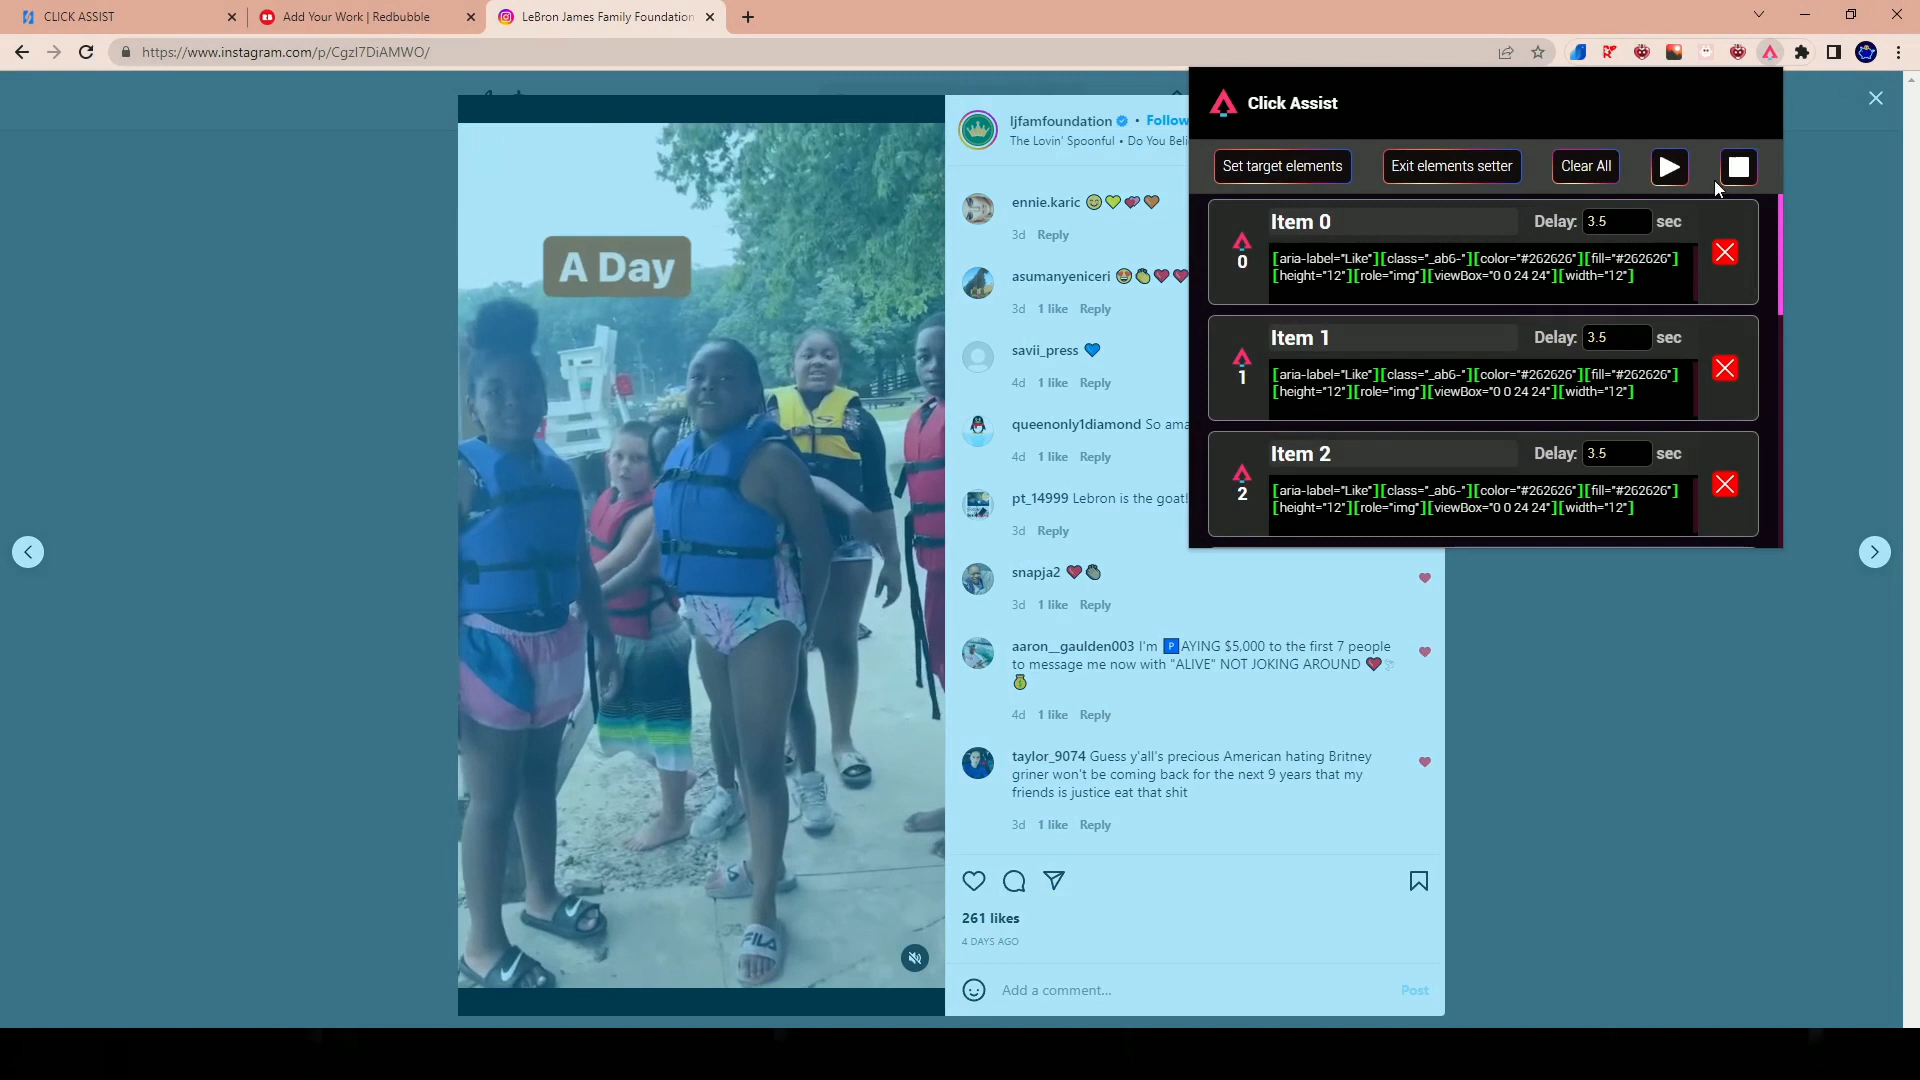 CLICK ASSIST
Add Your Work | Redbubble
LeBron James Family Foundation
https://www.instagram.com/p/CgzI7DiAMWO/
A Day
FILA
ljfamfoundation • Follow
The Lovin' Spoonful • Do You Beli
ennie.karic 😊💛💕🧡
3d Reply
asumanyeniceri 😍👏❤❤
3d 1 like Reply
savii_press 💙
4d 1 like Reply
queenonly1diamond So ama
4d 1 like Reply
pt_14999 Lebron is the goat!
3d Reply
snapja2 ❤👏
3d 1 like Reply
aaron__gaulden003 I'm 🅿AYING $5,000 to the first 7 people
to message me now with "ALIVE" NOT JOKING AROUND ❤🕊
💰
4d 1 like Reply
taylor_9074 Guess y'all's precious American hating Britney
griner won't be coming back for the next 9 years that my
friends is justice eat that shit
3d 1 like Reply
261 likes
4 DAYS AGO
Add a comment...
Post
Click Assist
Set target elements
Exit elements setter
Clear All
0
Item 0
Delay: 3.5 sec
[aria-label="Like"][class="_ab6-"][color="#262626"][fill="#262626"]
[height="12"][role="img"][viewBox="0 0 24 24"][width="12"]
1
Item 1
Delay: 3.5 sec
[aria-label="Like"][class="_ab6-"][color="#262626"][fill="#262626"]
[height="12"][role="img"][viewBox="0 0 24 24"][width="12"]
2
Item 2
Delay: 3.5 sec
[aria-label="Like"][class="_ab6-"][color="#262626"][fill="#262626"]
[height="12"][role="img"][viewBox="0 0 24 24"][width="12"]